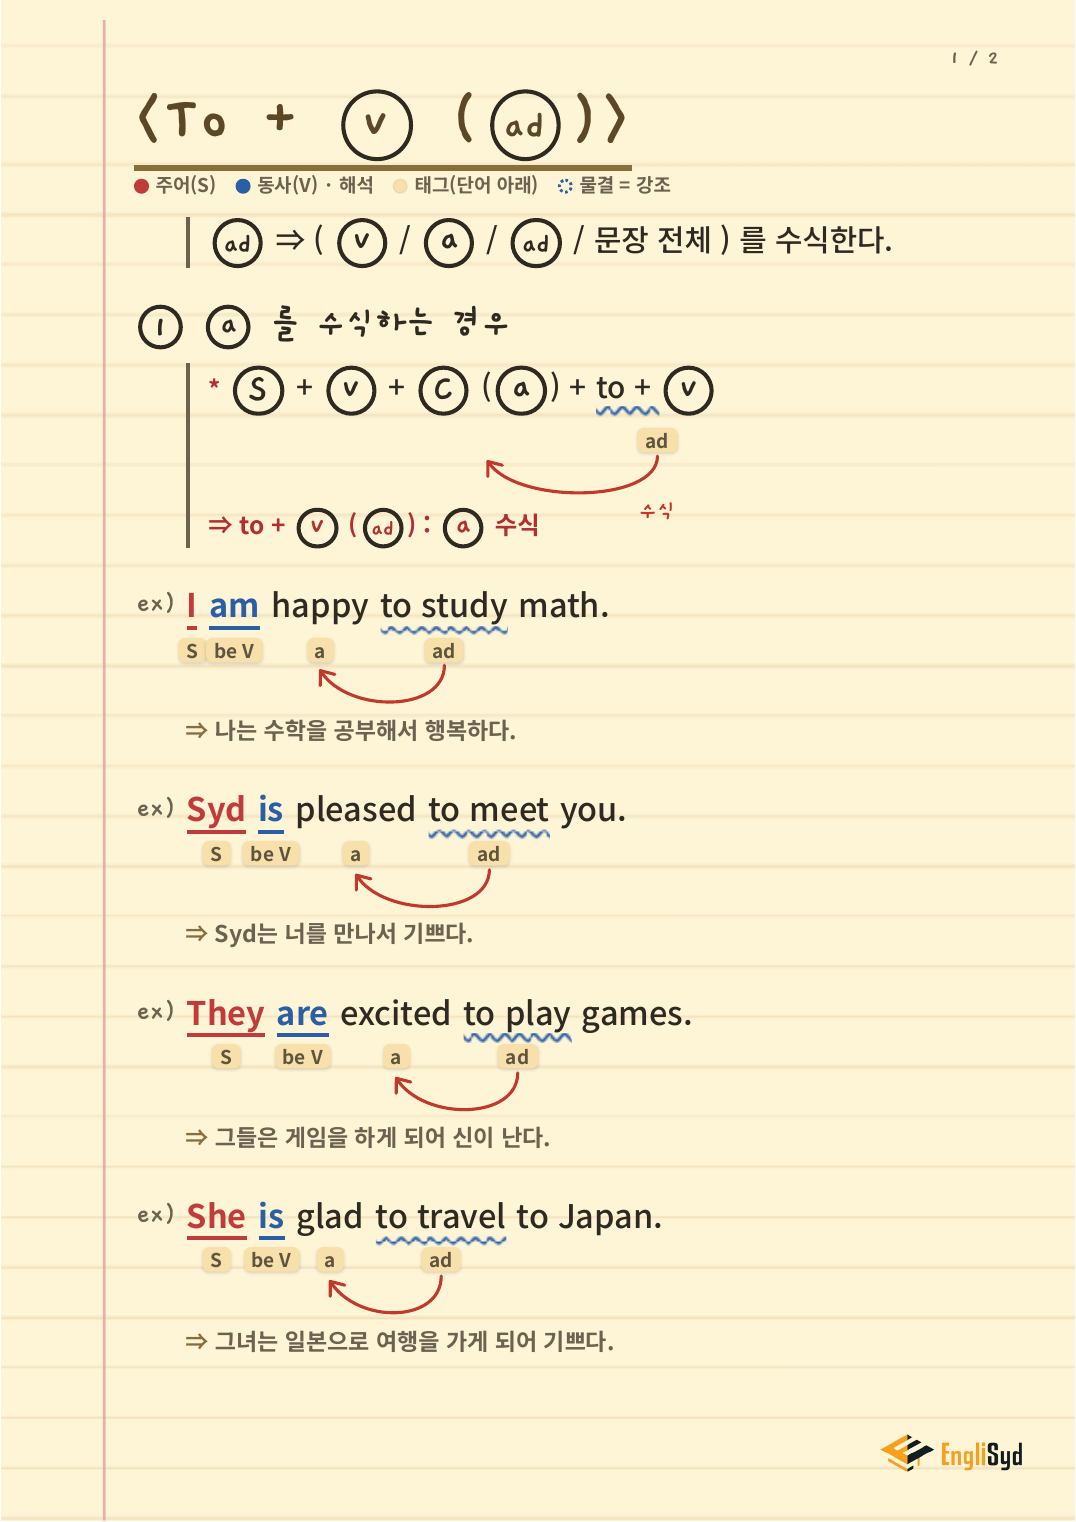 1 / 2
<To + v (ad)>
주어(S) 동사(V) · 해석 태그(단어 아래) 물결 = 강조
ad ⇒ ( v / a / ad / 문장 전체 ) 를 수식한다.
1 a 를 수식하는 경우
* S + v + C (a) + to + v
ad
수식
⇒ to + v (ad) : a 수식
ex) I am happy to study math.
S be V a ad
⇒ 나는 수학을 공부해서 행복하다.
ex) Syd is pleased to meet you.
S be V a ad
⇒ Syd는 너를 만나서 기쁘다.
ex) They are excited to play games.
S be V a ad
⇒ 그들은 게임을 하게 되어 신이 난다.
ex) She is glad to travel to Japan.
S be V a ad
⇒ 그녀는 일본으로 여행을 가게 되어 기쁘다.
EngliSyd